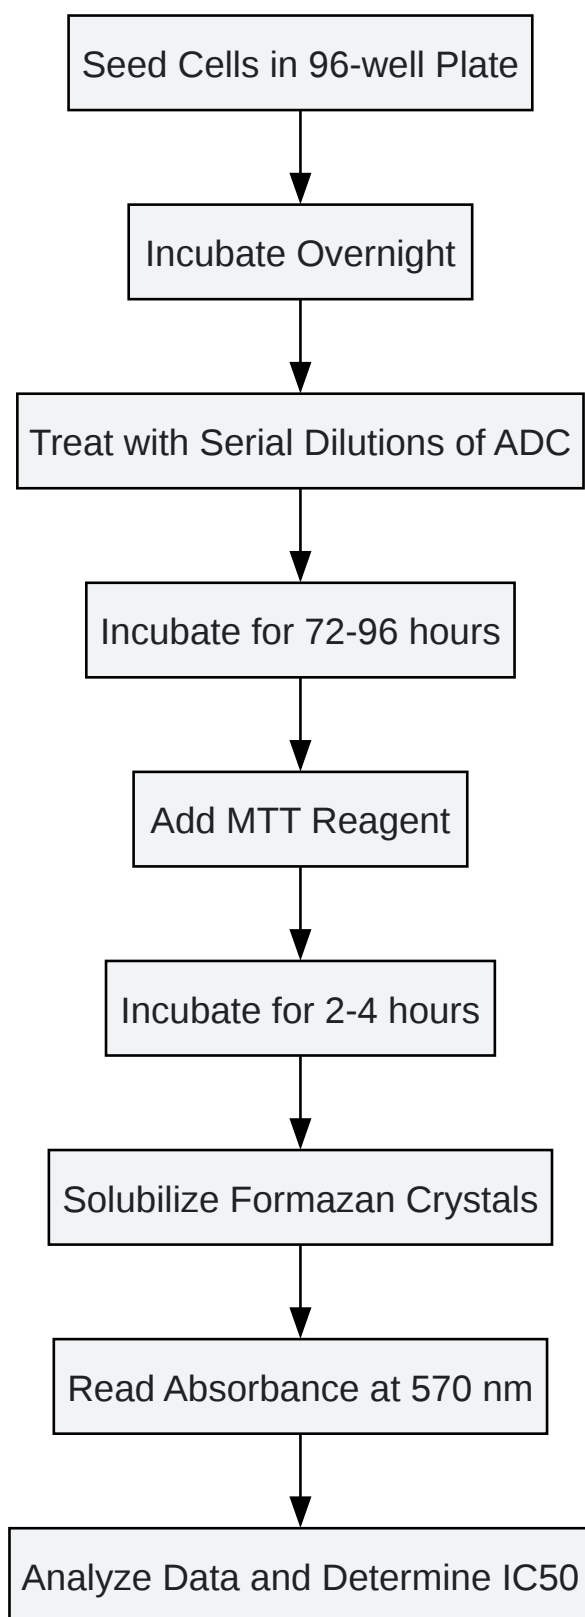 Seed Cells in 96-well Plate
Incubate Overnight
Treat with Serial Dilutions of ADC
Incubate for 72-96 hours
Add MTT Reagent
Incubate for 2-4 hours
Solubilize Formazan Crystals
Read Absorbance at 570 nm
Analyze Data and Determine IC50